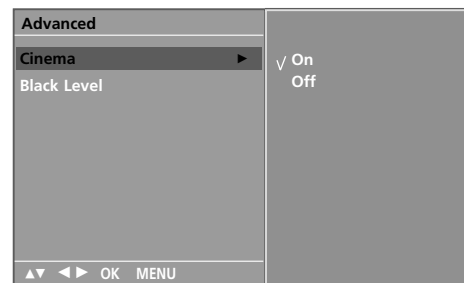 Advanced
Cinema ►
Black Level
√ On
Off
▲▼ ◄► OK MENU